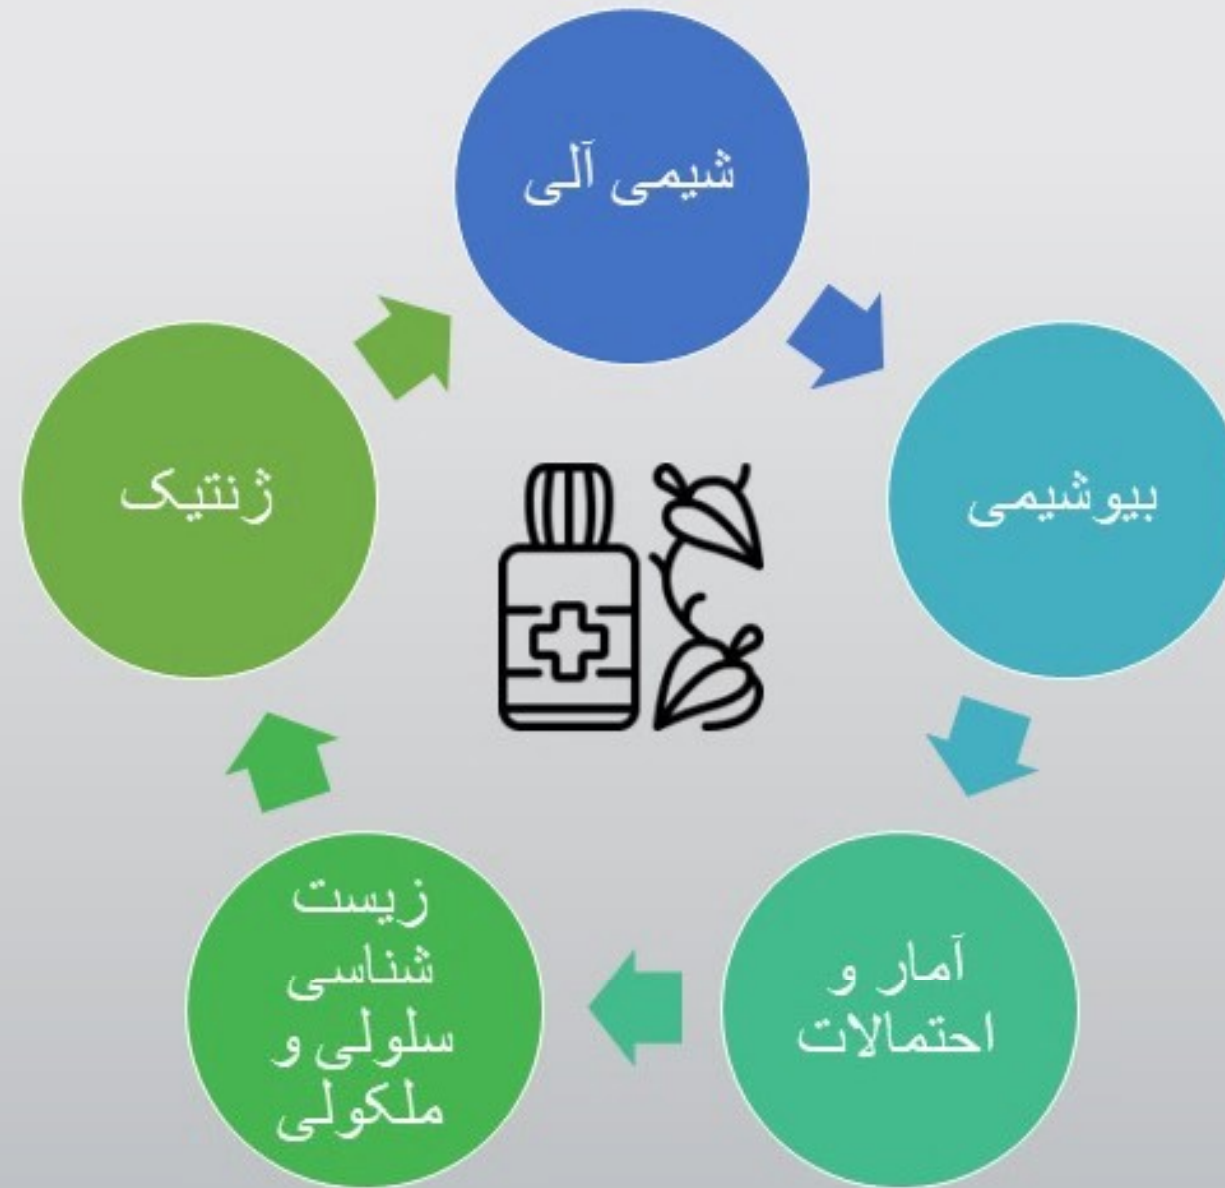 شیمی آلی
بیوشیمی
آمار و
احتمالات
زیست
شناسی
سلولی و
ملکولی
ژنتیک